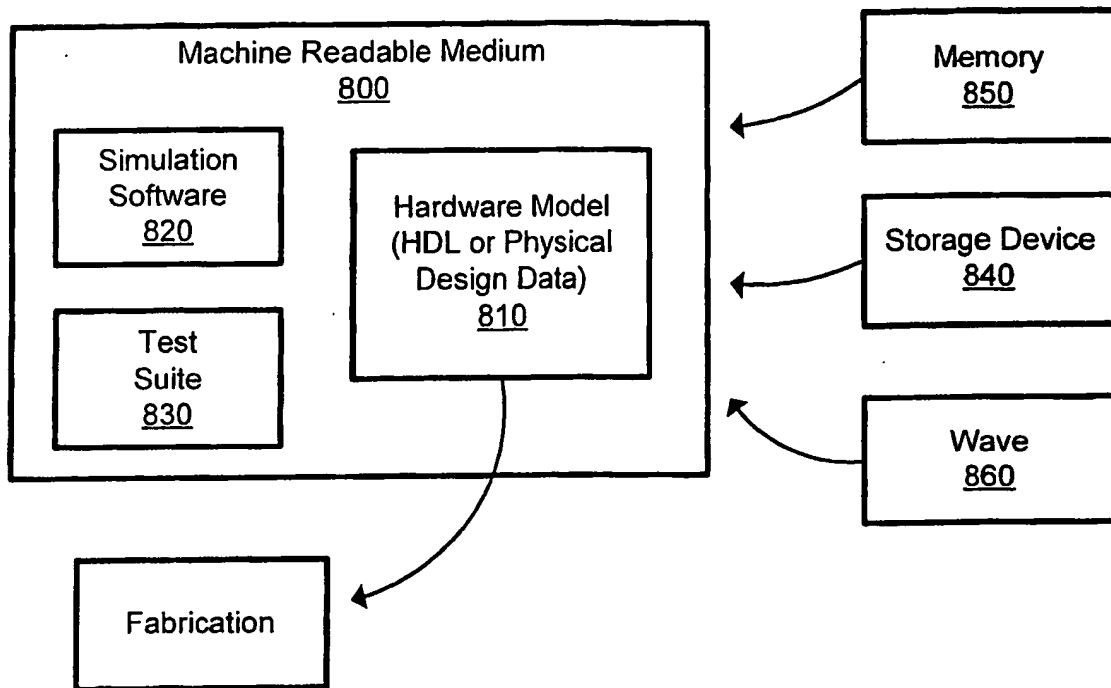 Machine Readable Medium
800
Simulation
Software
820
Hardware Model
(HDL or Physical
Design Data)
810
Test
Suite
830
Memory
850
Storage Device
840
Wave
860
Fabrication